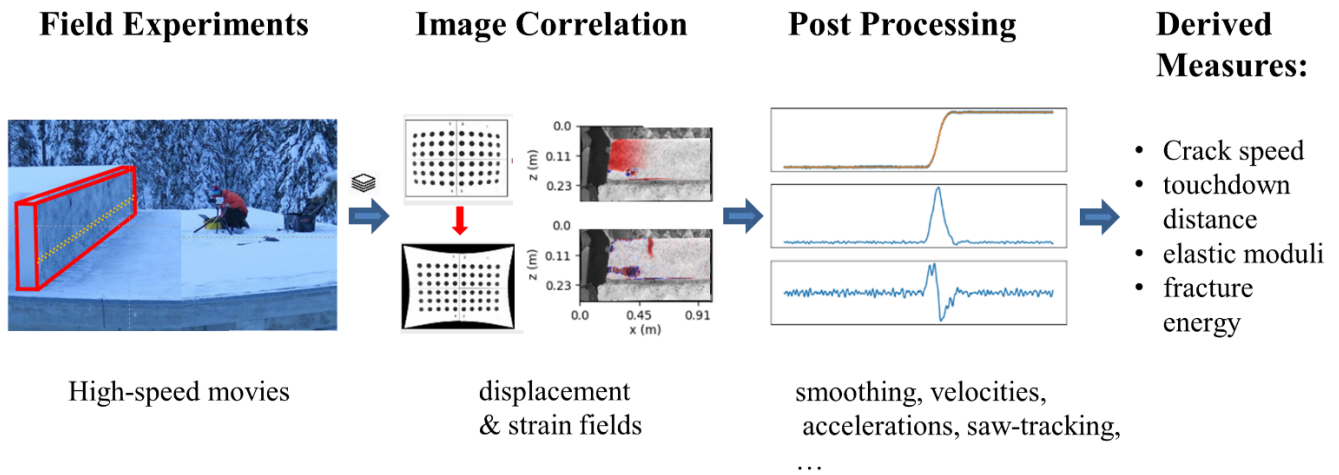 Field Experiments
Image Correlation
Post Processing
Derived
Measures:
0.0
0.11
0.23
z (m)
0.0
0.11
0.23
z (m)
0.0
0.45
0.91
x (m)
• Crack speed
• touchdown
distance
• elastic moduli
• fracture
energy
High-speed movies
displacement
& strain fields
smoothing, velocities,
accelerations, saw-tracking,
…